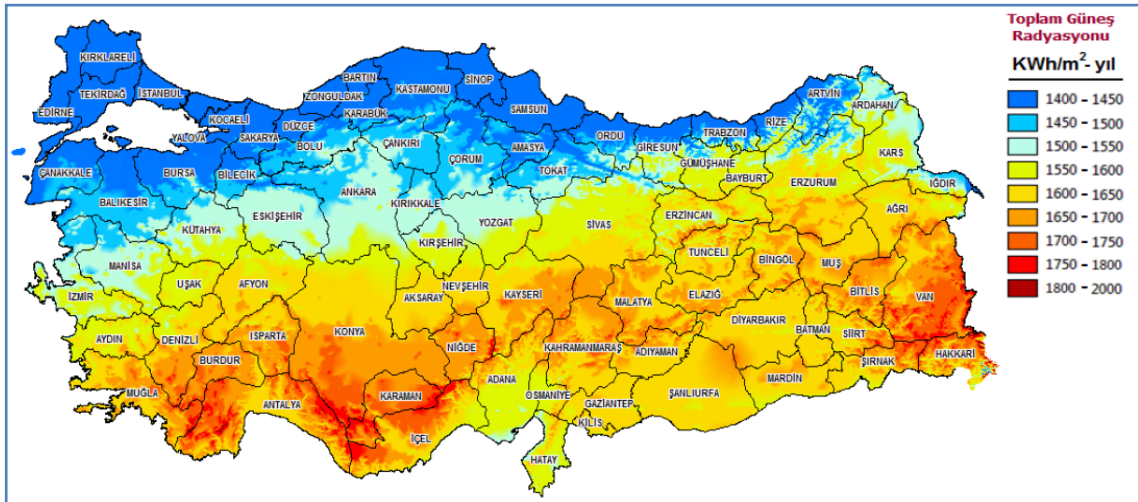 Toplam Güneş
Radyasyonu
KWh/m²- yıl
1400 - 1450
1450 - 1500
1500 - 1550
1550 - 1600
1600 - 1650
1650 - 1700
1700 - 1750
1750 - 1800
1800 - 2000
KIRKLARELİ
TEKİRDAĞ
İSTANBUL
EDİRNE
KOCAELİ
YALOVA
SAKARYA
DÜZCE
ZONGULDAK
BARTIN
KARABÜK
KASTAMONU
SİNOP
SAMSUN
BOLU
ÇANKIRI
ÇORUM
AMASYA
ORDU
TOKAT
GİRESUN
TRABZON
RİZE
ARTVİN
ARDAHAN
GÜMÜŞHANE
BAYBURT
KARS
ÇANAKKALE
BURSA
BİLECİK
BALIKESİR
ESKİŞEHİR
KÜTAHYA
ANKARA
KIRIKKALE
YOZGAT
SİVAS
ERZİNCAN
ERZURUM
IĞDIR
AĞRI
KIRŞEHİR
MANİSA
UŞAK
AFYON
İZMİR
AKSARAY
NEVŞEHİR
KAYSERİ
MALATYA
TUNCELİ
BİNGÖL
MUŞ
ELAZIĞ
BİTLİS
VAN
AYDIN
DENİZLİ
ISPARTA
KONYA
NİĞDE
KAHRAMANMARAŞ
ADIYAMAN
DİYARBAKIR
BATMAN
SİİRT
ŞIRNAK
HAKKARİ
BURDUR
MUĞLA
ANTALYA
KARAMAN
İÇEL
ADANA
OSMANİYE
GAZİANTEP
KİLİS
ŞANLIURFA
MARDİN
HATAY